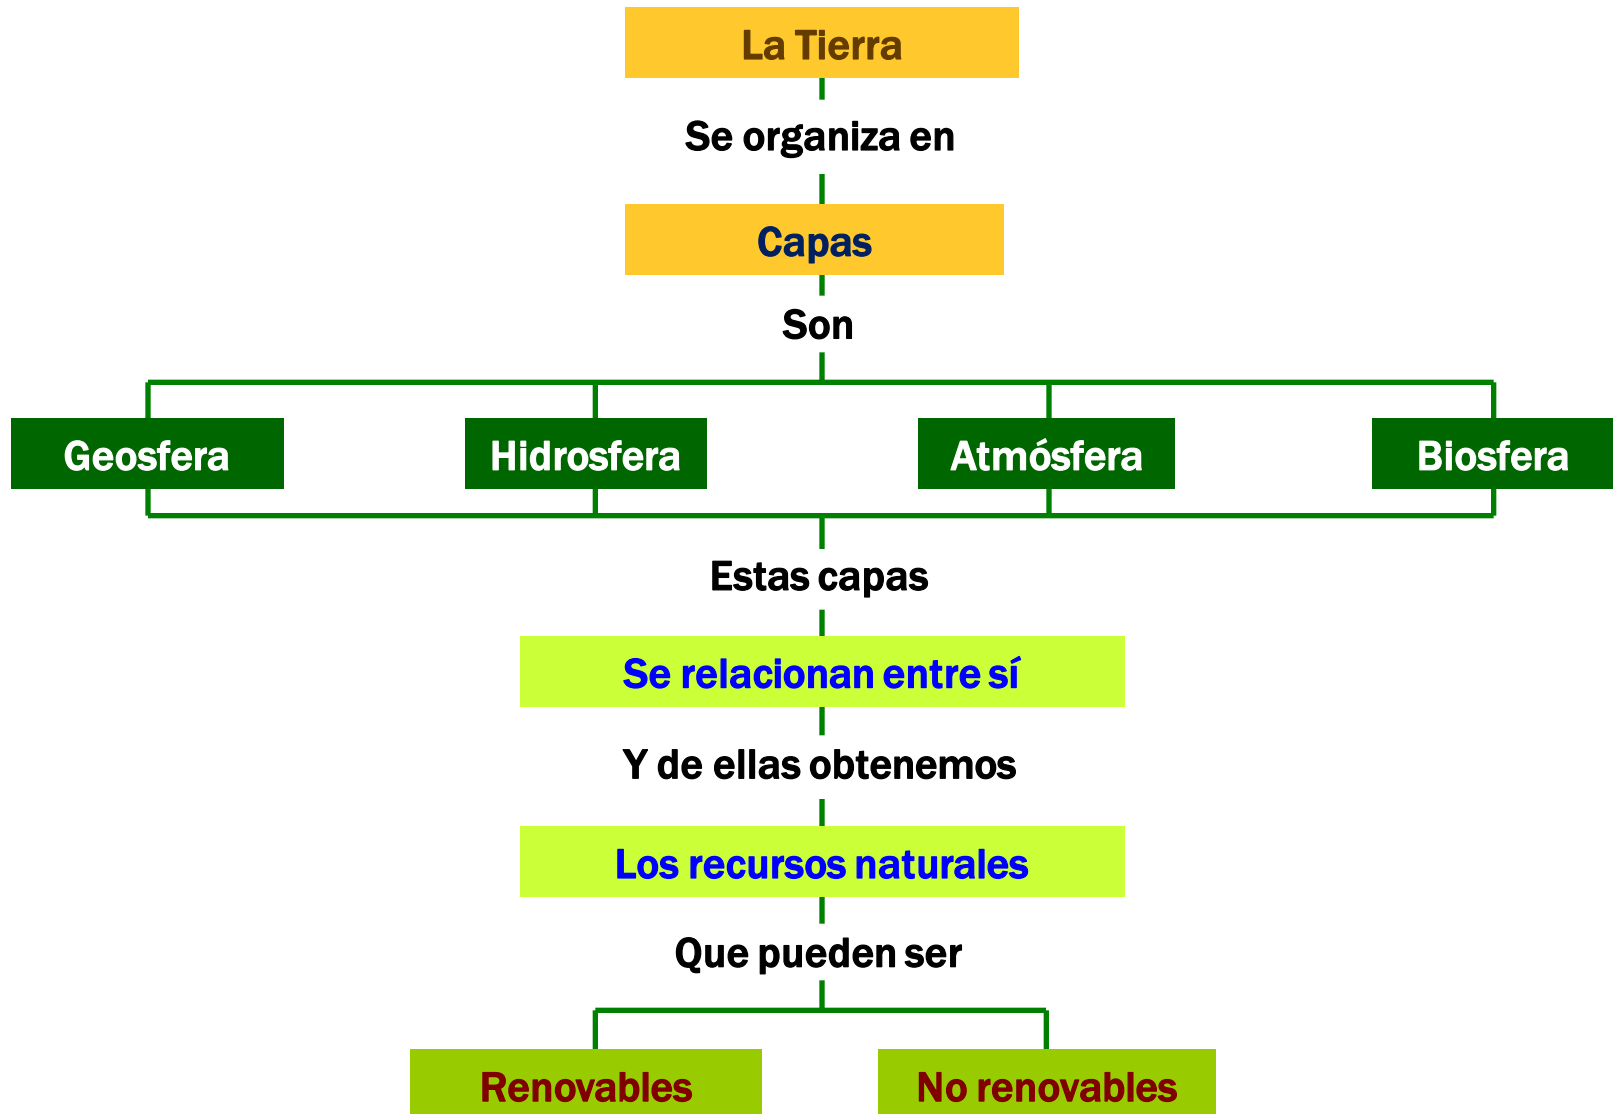 La Tierra
Se organiza en
Capas
Son
Geosfera
Hidrosfera
Atmósfera
Biosfera
Estas capas
Se relacionan entre sí
Y de ellas obtenemos
Los recursos naturales
Que pueden ser
Renovables
No renovables